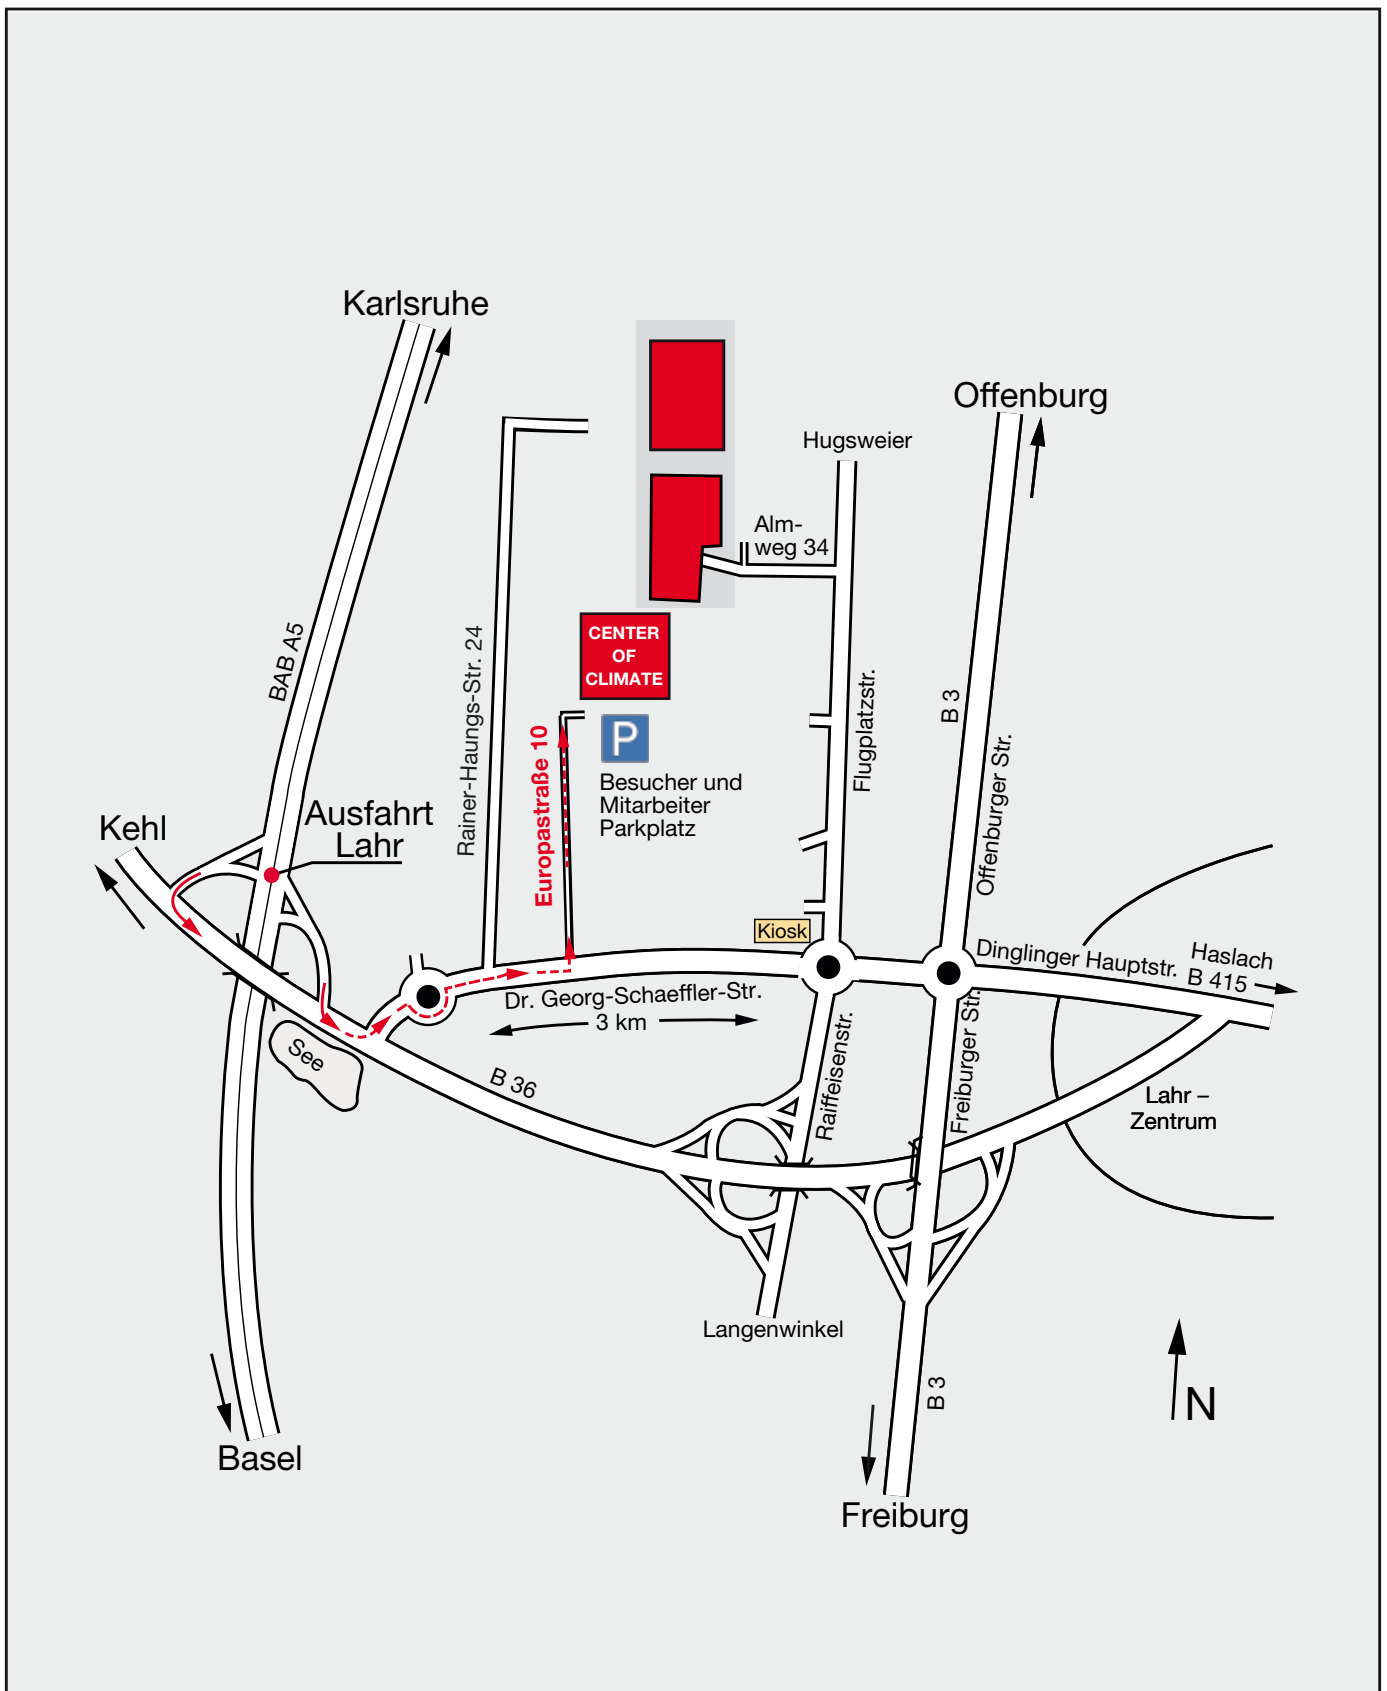 Karlsruhe
Offenburg
Hugsweier
Alm-
weg 34
BAB A5
Rainer-Haungs-Str. 24
CENTER
OF
CLIMATE
Europastraße 10
P
Besucher und
Mitarbeiter
Parkplatz
Flugplatzstr.
B 3
Offenburger Str.
Kehl
Ausfahrt
Lahr
Kiosk
Dinglinger Hauptstr.
Haslach
B 415
Dr. Georg-Schaeffler-Str.
3 km
See
B 36
Raiffeisenstr.
Freiburger Str.
Lahr –
Zentrum
Langenwinkel
B 3
N
Basel
Freiburg